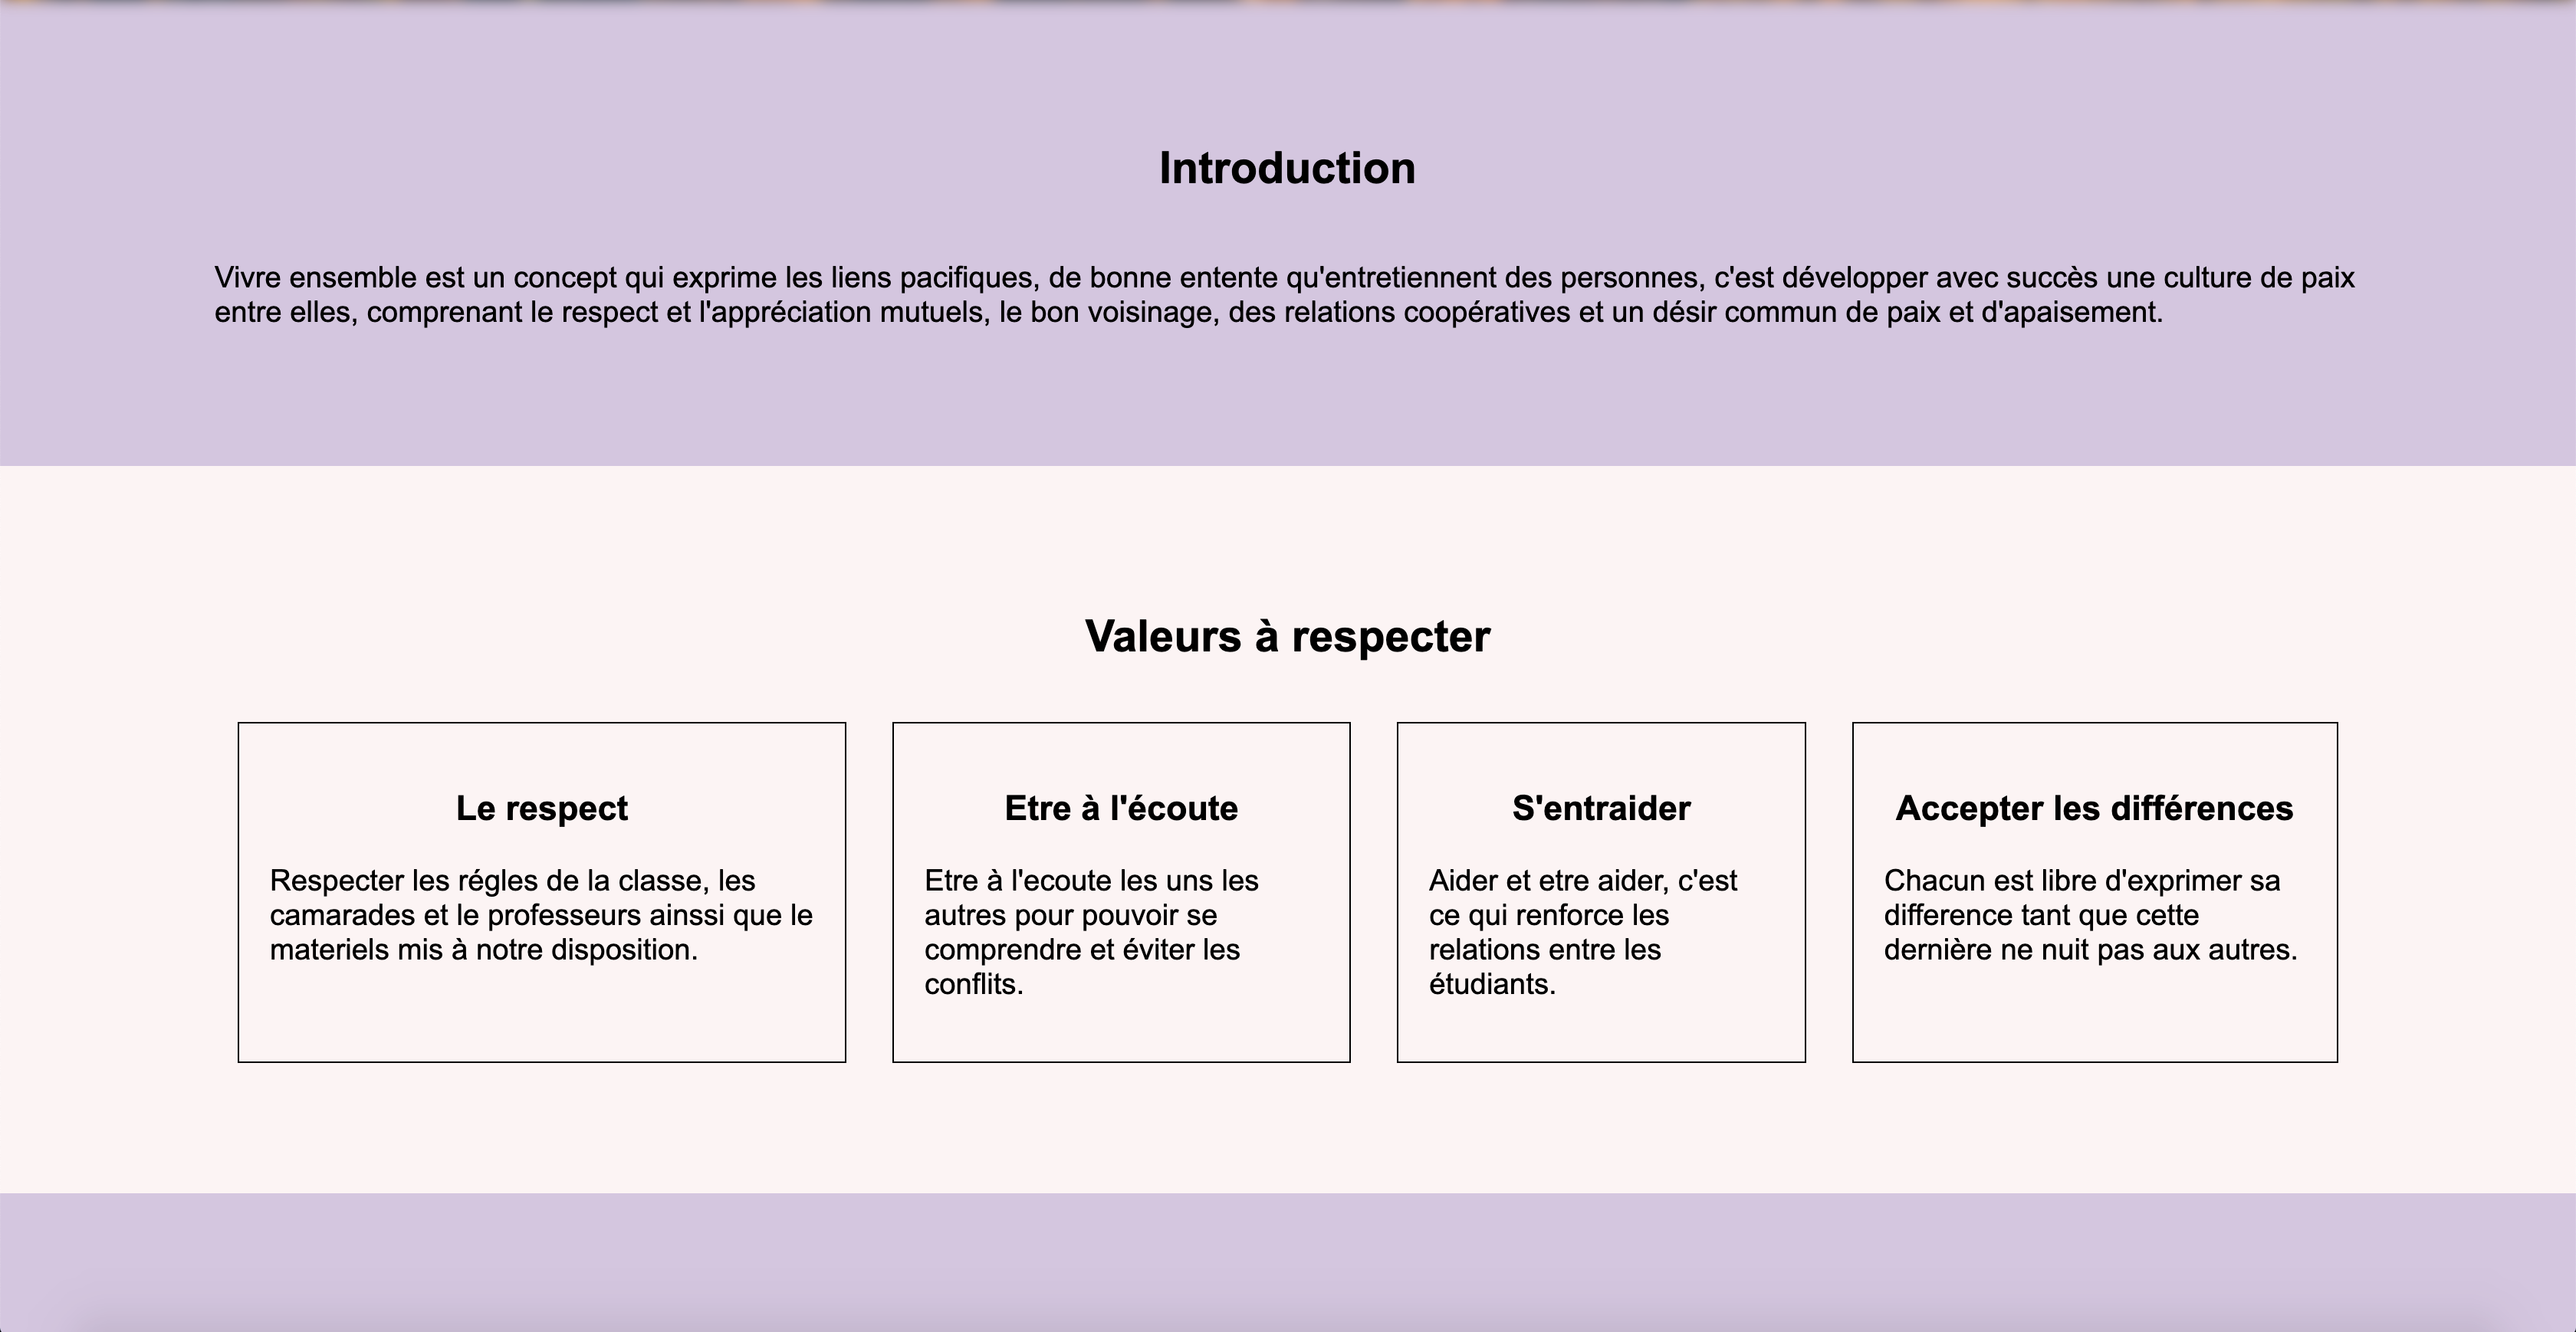 Introduction
Vivre ensemble est un concept qui exprime les liens pacifiques, de bonne entente qu'entretiennent des personnes, c'est développer avec succès une culture de paix
entre elles, comprenant le respect et l'appréciation mutuels, le bon voisinage, des relations coopératives et un désir commun de paix et d'apaisement.
Valeurs à respecter
Le respect
Respecter les régles de la classe, les
camarades et le professeurs ainssi que le
materiels mis à notre disposition.
Etre à l'écoute
Etre à l'ecoute les uns les
autres pour pouvoir se
comprendre et éviter les
conflits.
S'entraider
Aider et etre aider, c'est
ce qui renforce les
relations entre les
étudiants.
Accepter les différences
Chacun est libre d'exprimer sa
difference tant que cette
dernière ne nuit pas aux autres.